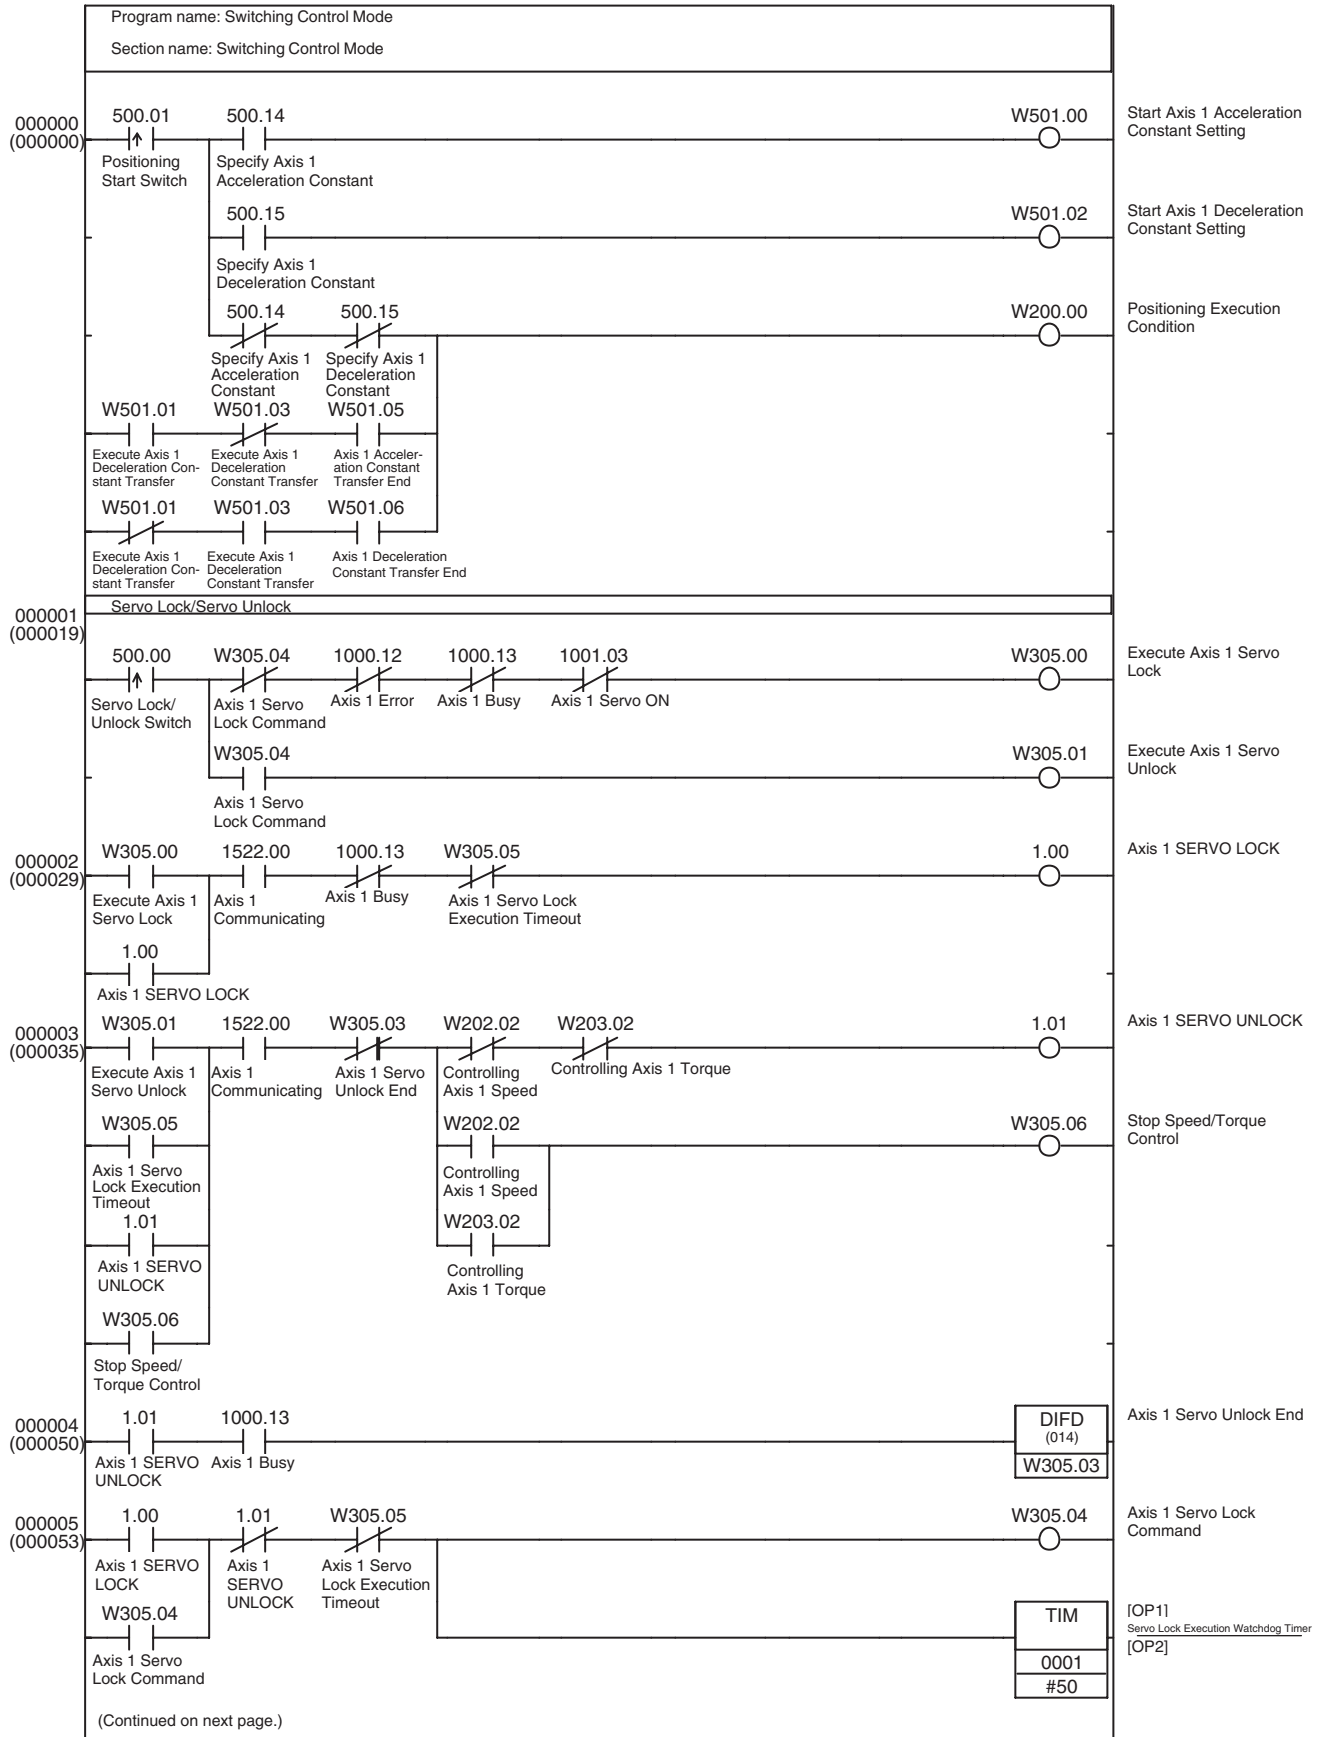 Program name: Switching Control Mode
Section name: Switching Control Mode
000000
(000000)
500.01
500.14
W501.00
Start Axis 1 Acceleration
Constant Setting
Positioning
Start Switch
Specify Axis 1
Acceleration Constant
500.15
W501.02
Start Axis 1 Deceleration
Constant Setting
Specify Axis 1
Deceleration Constant
500.14
500.15
W200.00
Positioning Execution
Condition
Specify Axis 1
Acceleration
Constant
Specify Axis 1
Deceleration
Constant
W501.01
W501.03
W501.05
Execute Axis 1
Deceleration Con-
stant Transfer
Execute Axis 1
Deceleration
Constant Transfer
Axis 1 Acceler-
ation Constant
Transfer End
W501.01
W501.03
W501.06
Execute Axis 1
Deceleration Con-
stant Transfer
Execute Axis 1
Deceleration
Constant Transfer
Axis 1 Deceleration
Constant Transfer End
Servo Lock/Servo Unlock
000001
(000019)
500.00
W305.04
1000.12
1000.13
1001.03
W305.00
Execute Axis 1 Servo
Lock
Servo Lock/
Unlock Switch
Axis 1 Servo
Lock Command
Axis 1 Error
Axis 1 Busy
Axis 1 Servo ON
W305.04
W305.01
Execute Axis 1 Servo
Unlock
Axis 1 Servo
Lock Command
000002
(000029)
W305.00
1522.00
1000.13
W305.05
1.00
Axis 1 SERVO LOCK
Execute Axis 1
Servo Lock
Axis 1
Communicating
Axis 1 Busy
Axis 1 Servo Lock
Execution Timeout
1.00
Axis 1 SERVO LOCK
000003
(000035)
W305.01
1522.00
W305.03
W202.02
W203.02
1.01
Axis 1 SERVO UNLOCK
Execute Axis 1
Servo Unlock
Axis 1
Communicating
Axis 1 Servo
Unlock End
Controlling
Axis 1 Speed
Controlling Axis 1 Torque
W305.05
W202.02
W305.06
Stop Speed/Torque
Control
Axis 1 Servo
Lock Execution
Timeout
Controlling
Axis 1 Speed
1.01
W203.02
Axis 1 SERVO
UNLOCK
Controlling
Axis 1 Torque
W305.06
Stop Speed/
Torque Control
000004
(000050)
1.01
1000.13
DIFD
(014)
W305.03
Axis 1 Servo Unlock End
Axis 1 SERVO
UNLOCK
Axis 1 Busy
000005
(000053)
1.00
1.01
W305.05
W305.04
Axis 1 Servo Lock
Command
Axis 1 SERVO
LOCK
Axis 1
SERVO
UNLOCK
Axis 1 Servo
Lock Execution
Timeout
W305.04
TIM
0001
#50
[OP1]
Servo Lock Execution Watchdog Timer
[OP2]
Axis 1 Servo
Lock Command
(Continued on next page.)